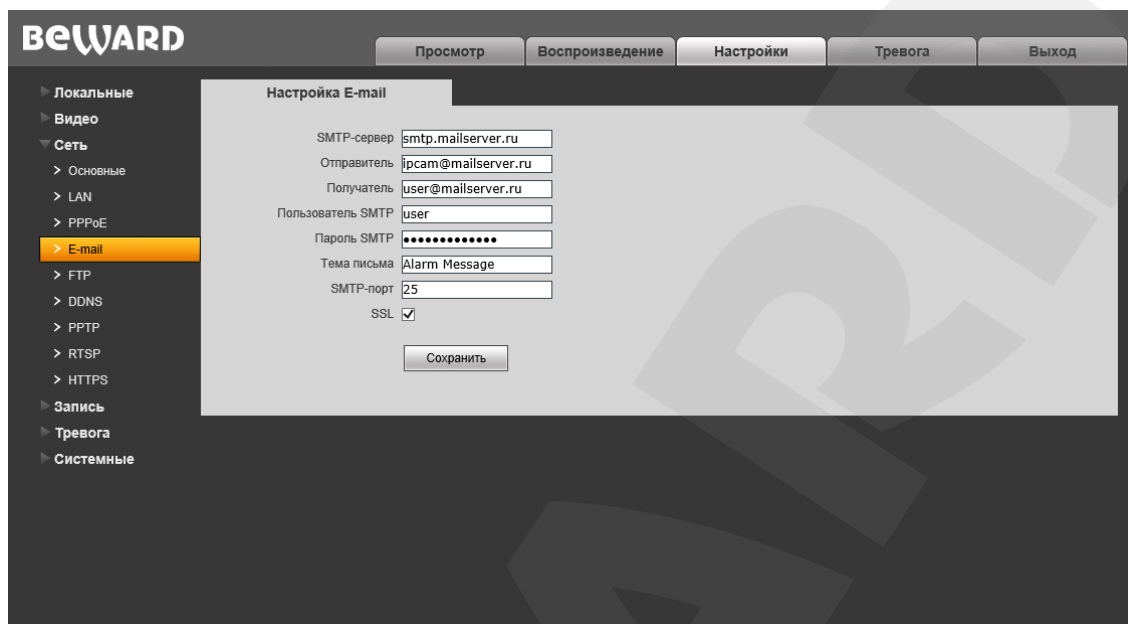 BEWARD
Просмотр
Воспроизведение
Настройки
Тревога
Выход
Локальные
Видео
Сеть
> Основные
> LAN
> PPPoE
> E-mail
> FTP
> DDNS
> PPTP
> RTSP
> HTTPS
Запись
Тревога
Системные
Настройка E-mail
SMTP-сервер smtp.mailserver.ru
Отправитель ipcam@mailserver.ru
Получатель user@mailserver.ru
Пользователь SMTP user
Пароль SMTP •••••••••••••
Тема письма Alarm Message
SMTP-порт 25
SSL
Сохранить